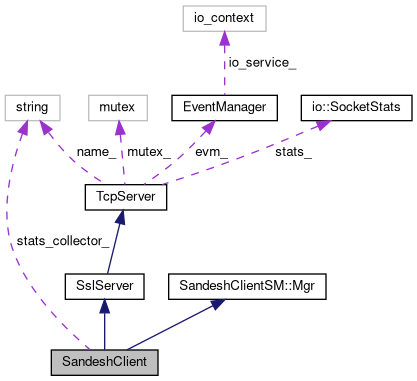 io_context
io_service_
string
mutex
EventManager
io::SocketStats
name_
mutex_
evm_
stats_
TcpServer
stats_collector_
SslServer
SandeshClientSM::Mgr
SandeshClient